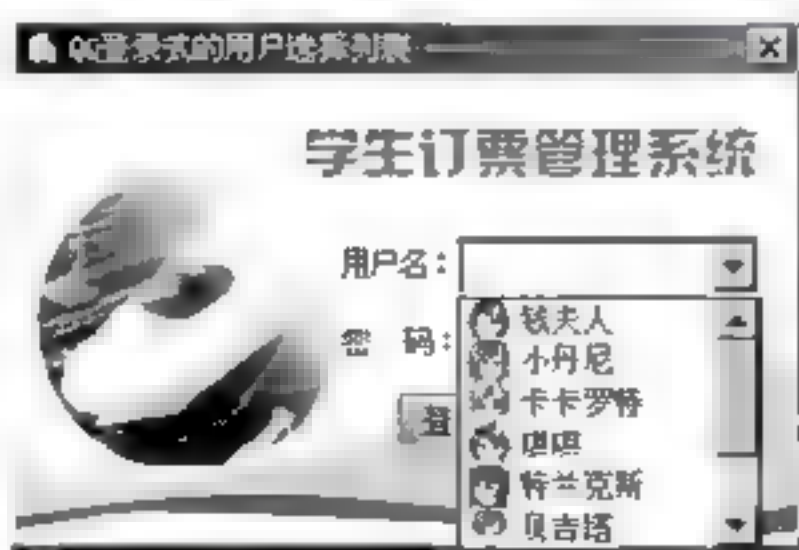 QQ登录式的用户选择列表
学生订票管理系统
用户名:
密 码:
登
钱夫人
小丹尼
卡卡罗特
琪琪
特兰克斯
贝吉塔